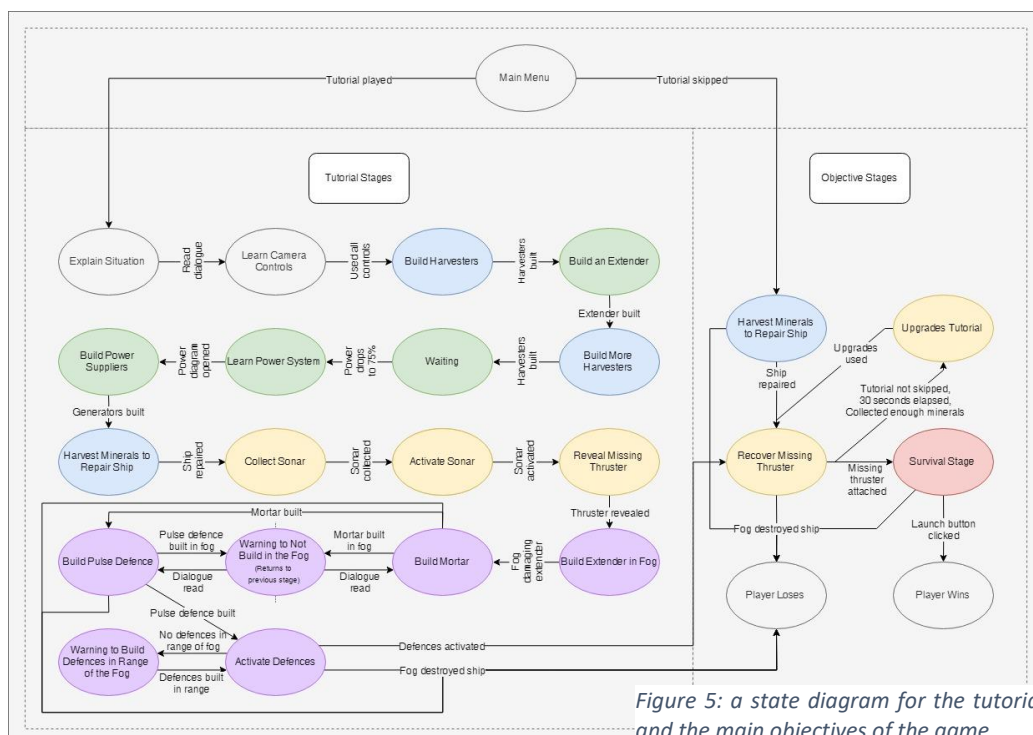 Main Menu
Tutorial played
Tutorial skipped
Tutorial Stages
Objective Stages
Explain Situation
Read
dialogue
Learn Camera
Controls
Used all
controls
Build Harvesters
Harvesters
built
Build an Extender
Extender built
Build Power
Suppliers
Power
diagram
opened
Learn Power System
Power
drops
to 75%
Waiting
Harvesters
built
Build More
Harvesters
Generators built
Harvest Minerals to
Repair Ship
Ship
repaired
Collect Sonar
Sonar
collected
Activate Sonar
Sonar
activated
Reveal Missing
Thruster
Thruster revealed
Mortar built
Build Pulse Defence
Pulse defence
built in fog
Dialogue
read
Warning to Not
Build in the Fog
(Returns to
previous stage)
Mortar built
in fog
Dialogue
read
Build Mortar
Fog
damaging
extender
Build Extender in Fog
Pulse defence built
Warning to Build
Defences in Range
of the Fog
No defences in
range of fog
Defences built
in range
Activate Defences
Defences activated
Fog destroyed ship
Harvest Minerals
to Repair Ship
Upgrades Tutorial
Ship
repaired
Upgrades
used
Tutorial not skipped,
30 seconds elapsed,
Collected enough minerals
Recover Missing
Thruster
Missing
thruster
attached
Survival Stage
Fog destroyed ship
Launch button
clicked
Player Loses
Player Wins
Figure 5: a state diagram for the tutoria
and the main objectives of the game